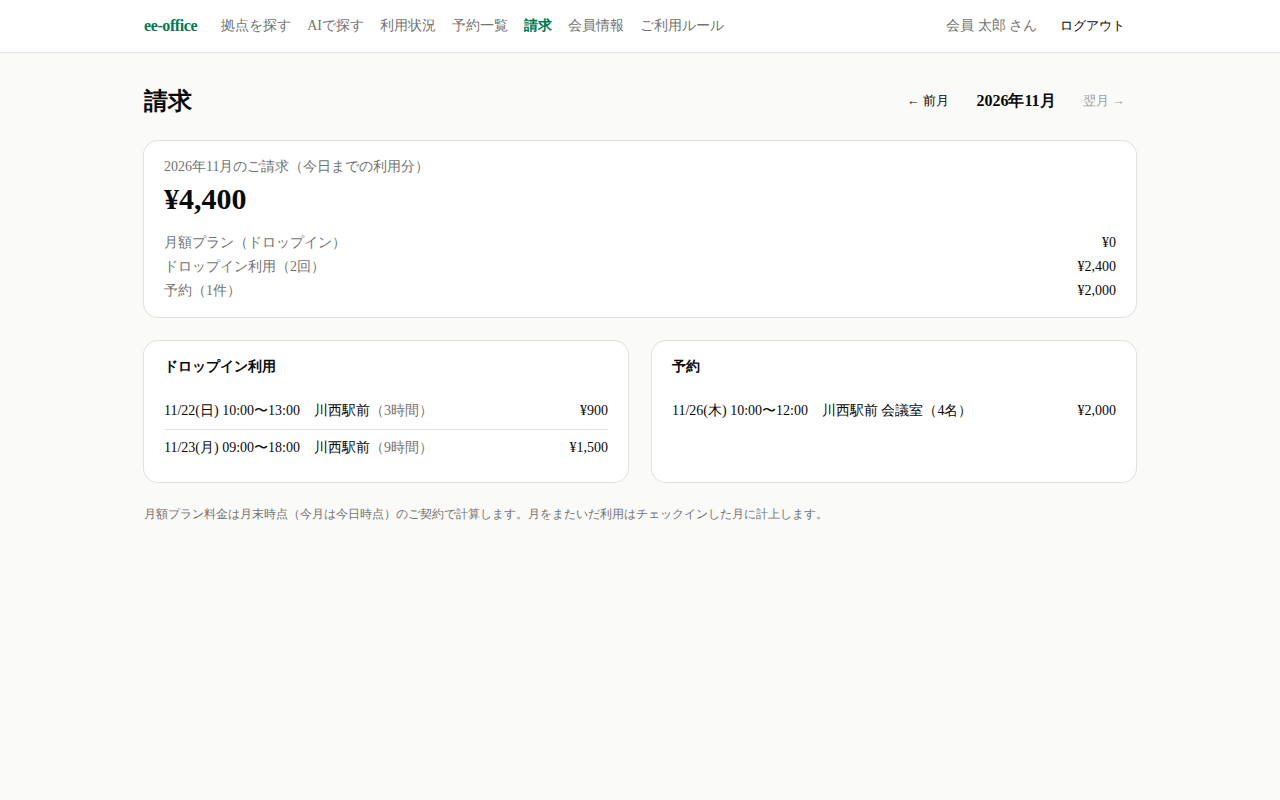 ee-office 拠点を探す AIで探す 利用状況 予約一覧 請求 会員情報 ご利用ルール 会員 太郎 さん ログアウト
請求 ← 前月 2026年11月 翌月 →
2026年11月のご請求（今日までの利用分）
¥4,400
月額プラン（ドロップイン） ¥0
ドロップイン利用（2回） ¥2,400
予約（1件） ¥2,000
ドロップイン利用
11/22(日) 10:00〜13:00 川西駅前（3時間） ¥900
11/23(月) 09:00〜18:00 川西駅前（9時間） ¥1,500
予約
11/26(木) 10:00〜12:00 川西駅前 会議室（4名） ¥2,000
月額プラン料金は月末時点（今月は今日時点）のご契約で計算します。月をまたいだ利用はチェックインした月に計上します。